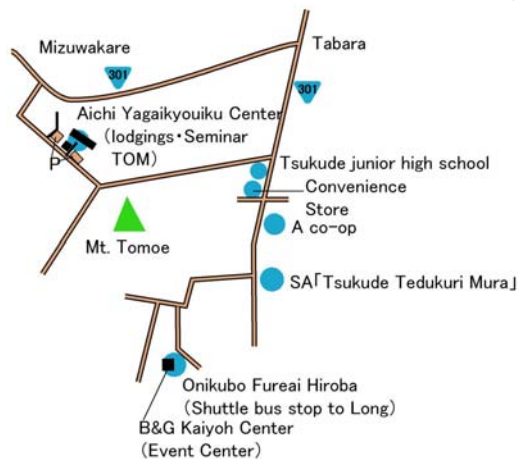 Mizuwakare
Tabara
301
301
Aichi Yagaikyouiku Center
(lodgings・Seminar
TOM)
P
Tsukude junior high school
Convenience
Store
A co-op
Mt. Tomoe
SA「Tsukude Tedukuri Mura」
Onikubo Fureai Hiroba
(Shuttle bus stop to Long)
B&G Kaiyoh Center
(Event Center)